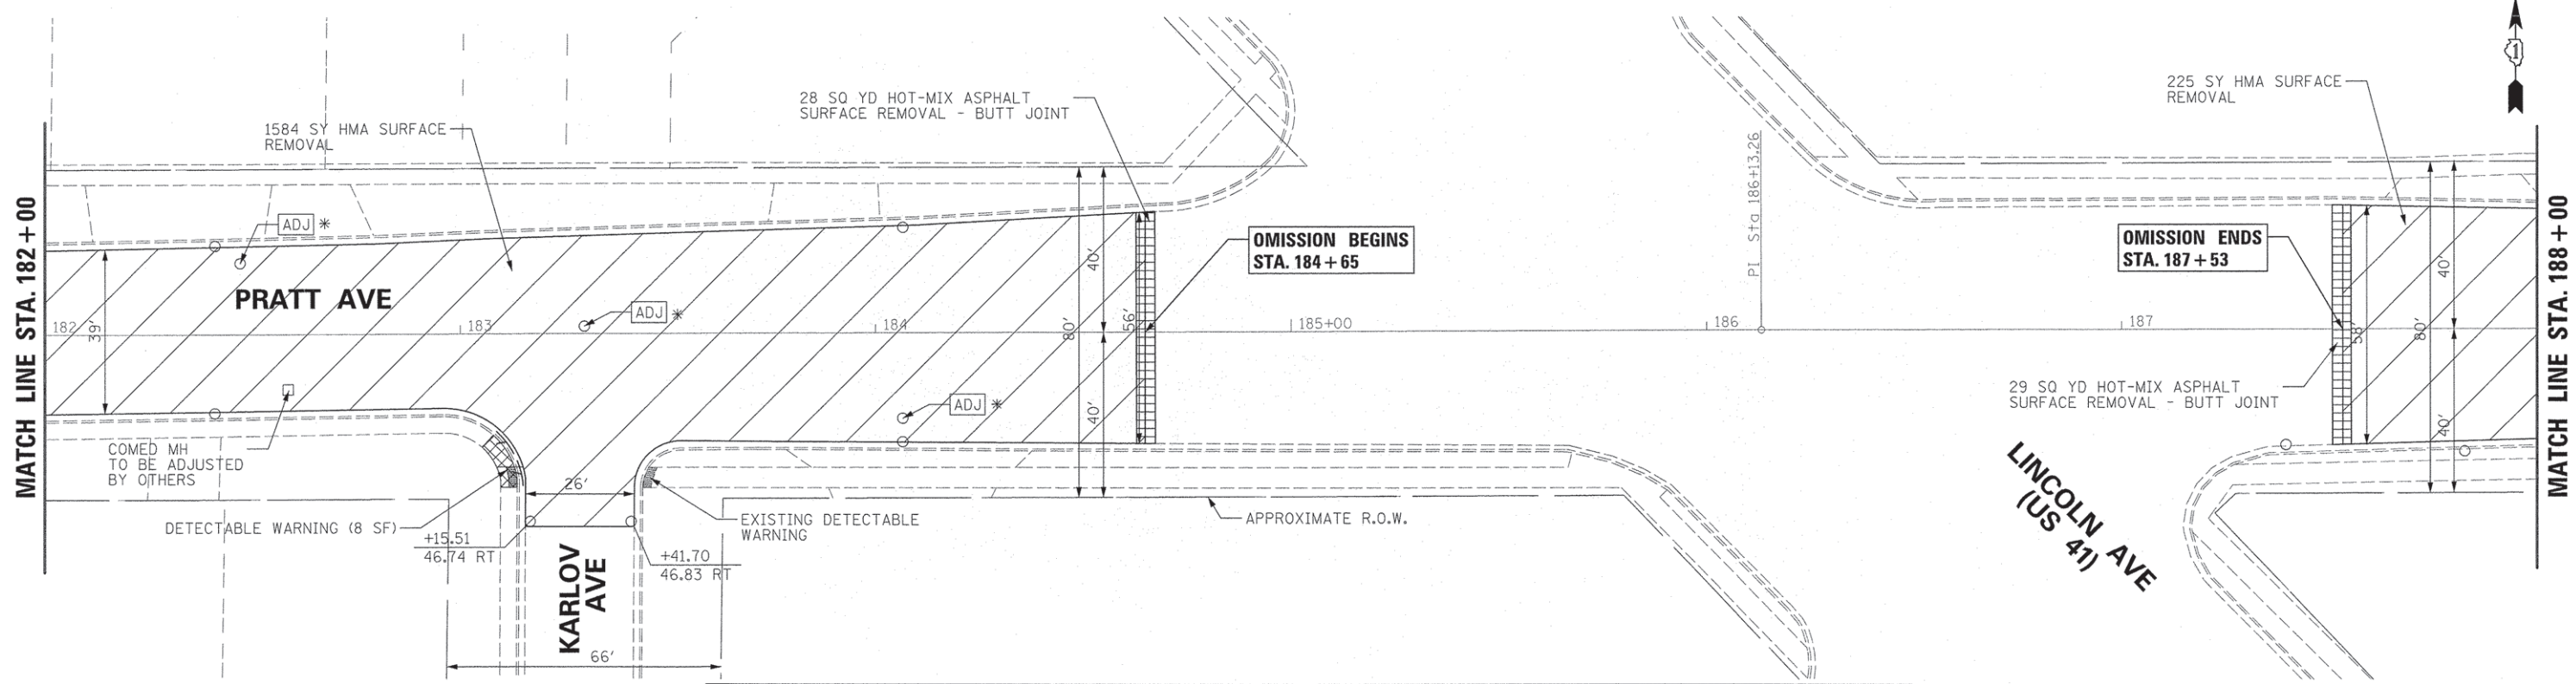 MATCH LINE STA. 182+00
1584 SY HMA SURFACE
REMOVAL
28 SQ YD HOT-MIX ASPHALT
SURFACE REMOVAL - BUTT JOINT
225 SY HMA SURFACE
REMOVAL
1
ADJ *
PRATT AVE
ADJ *
ADJ *
OMISSION BEGINS
STA. 184+65
OMISSION ENDS
STA. 187+53
PI Sta 186+13.26
182
183
184
185+00
186
187
39'
80'
40'
40'
56'
58'
80'
40'
40'
COMED MH
TO BE ADJUSTED
BY OTHERS
29 SQ YD HOT-MIX ASPHALT
SURFACE REMOVAL - BUTT JOINT
26'
DETECTABLE WARNING (8 SF)
EXISTING DETECTABLE
WARNING
APPROXIMATE R.O.W.
+15.51
46.74 RT
+41.70
46.83 RT
KARLOV
AVE
66'
LINCOLN AVE
(US 41)
MATCH LINE STA. 188+00